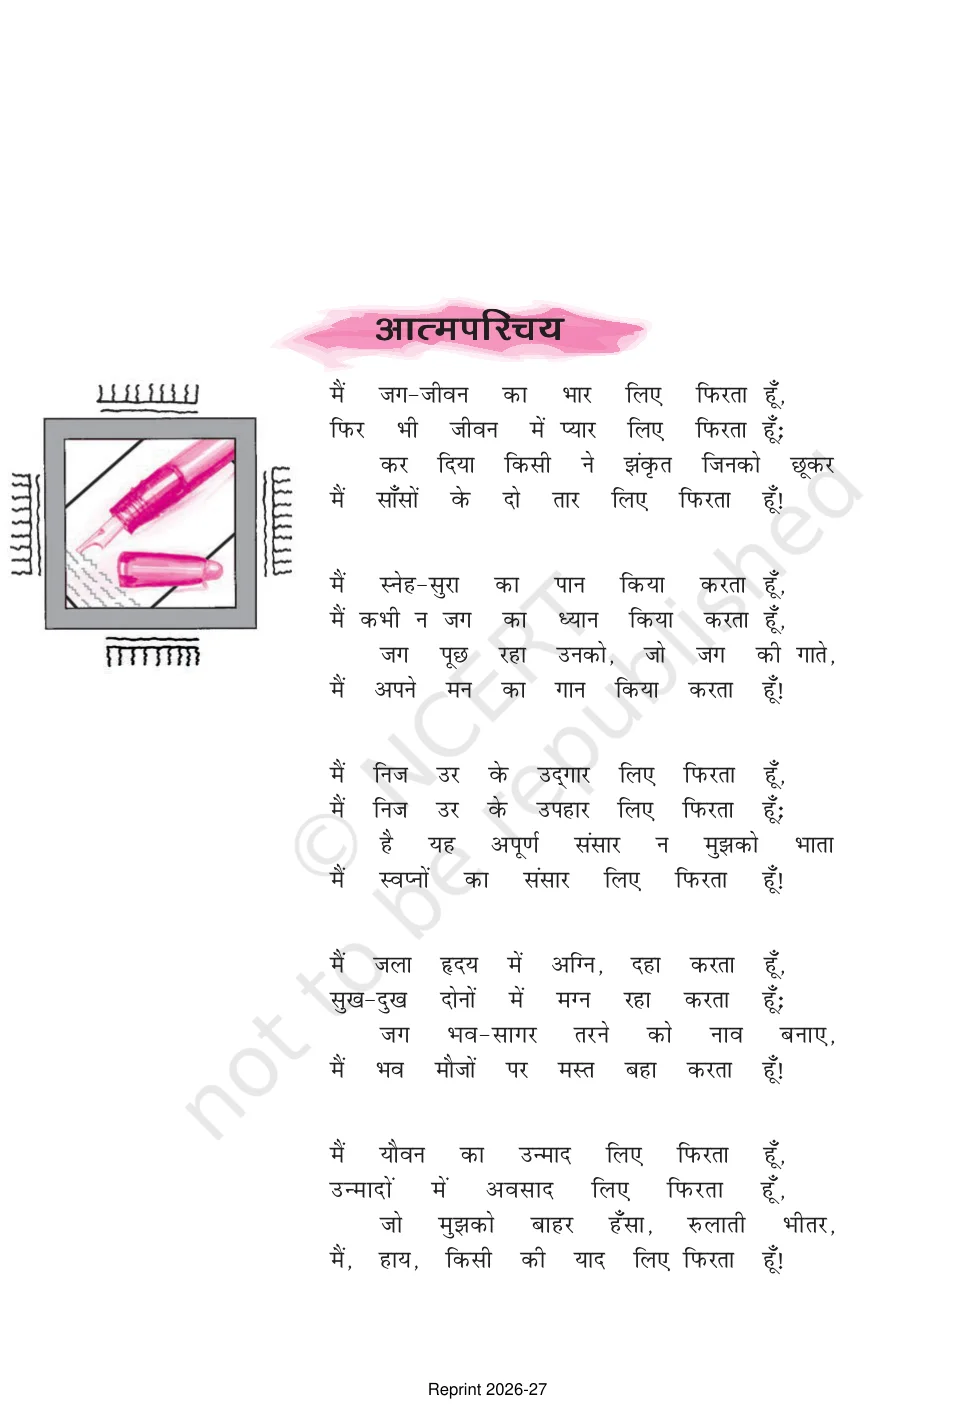 आत्मपरिचय
मैं जग-जीवन का भार लिए फिरता हूँ,
फिर भी जीवन में प्यार लिए फिरता हूँ;
कर दिया किसी ने झंकृत जिनको छूकर
मैं साँसों के दो तार लिए फिरता हूँ!
मैं स्नेह-सुरा का पान किया करता हूँ,
मैं कभी न जग का ध्यान किया करता हूँ,
जग पूछ रहा उनको, जो जग की गाते,
मैं अपने मन का गान किया करता हूँ!
मैं निज उर के उद्‌गार लिए फिरता हूँ,
मैं निज उर के उपहार लिए फिरता हूँ;
है यह अपूर्ण संसार न मुझको भाता
मैं स्वप्नों का संसार लिए फिरता हूँ!
मैं जला हृदय में अग्नि, दहा करता हूँ,
सुख-दुख दोनों में मग्न रहा करता हूँ;
जग भव-सागर तरने को नाव बनाए,
मैं भव मौजों पर मस्त बहा करता हूँ!
मैं यौवन का उन्माद लिए फिरता हूँ,
उन्मादों में अवसाद लिए फिरता हूँ,
जो मुझको बाहर हँसा, रुलाती भीतर,
मैं, हाय, किसी की याद लिए फिरता हूँ!
© NCERT
not to be republished
Reprint 2026-27